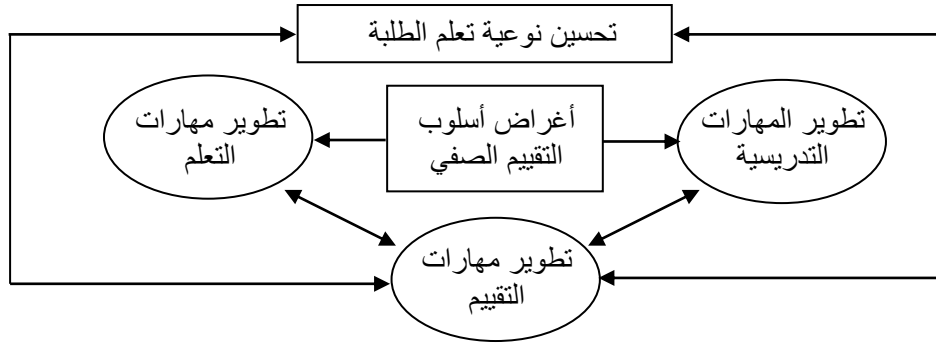 تحسين نوعية تعلم الطلبة
تطوير المهارات
التدريسية
أغراض أسلوب
التقييم الصفي
تطوير مهارات
التعلم
تطوير مهارات
التقييم